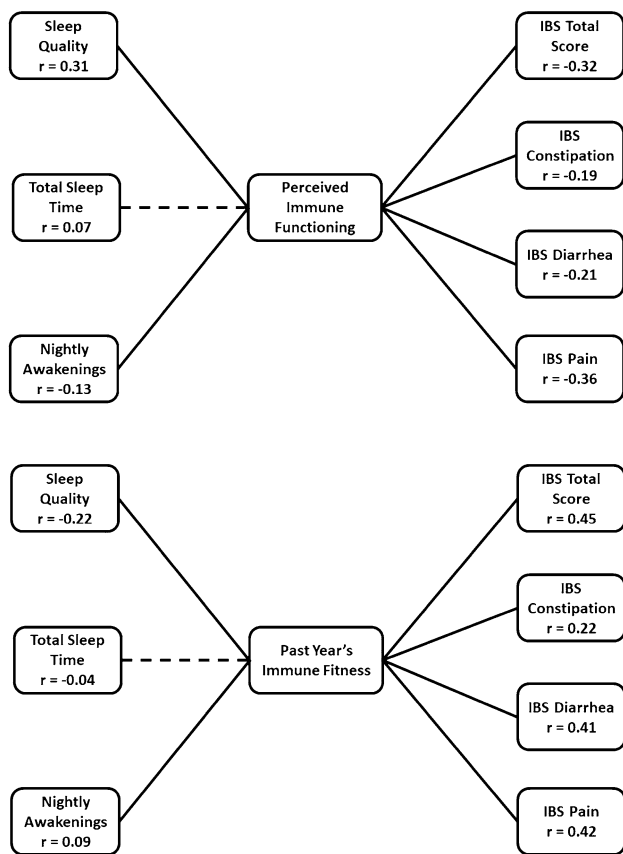 Sleep
Quality
r = 0.31
Total Sleep
Time
r = 0.07
Nightly
Awakenings
r = -0.13
Perceived
Immune
Functioning
IBS Total
Score
r = -0.32
IBS
Constipation
r = -0.19
IBS Diarrhea
r = -0.21
IBS Pain
r = -0.36
Sleep
Quality
r = -0.22
Total Sleep
Time
r = -0.04
Nightly
Awakenings
r = 0.09
Past Year's
Immune Fitness
IBS Total
Score
r = 0.45
IBS
Constipation
r = 0.22
IBS Diarrhea
r = 0.41
IBS Pain
r = 0.42